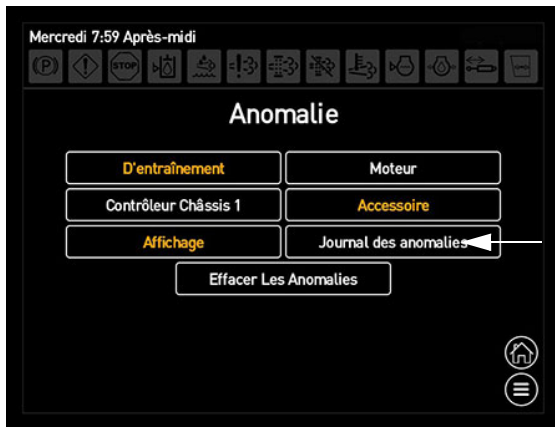 Mercredi 7:59 Après-midi
(P) STOP
Anomalie
D'entraînement Moteur
Contrôleur Châssis 1 Accessoire
Affichage Journal des anomalies
Effacer Les Anomalies